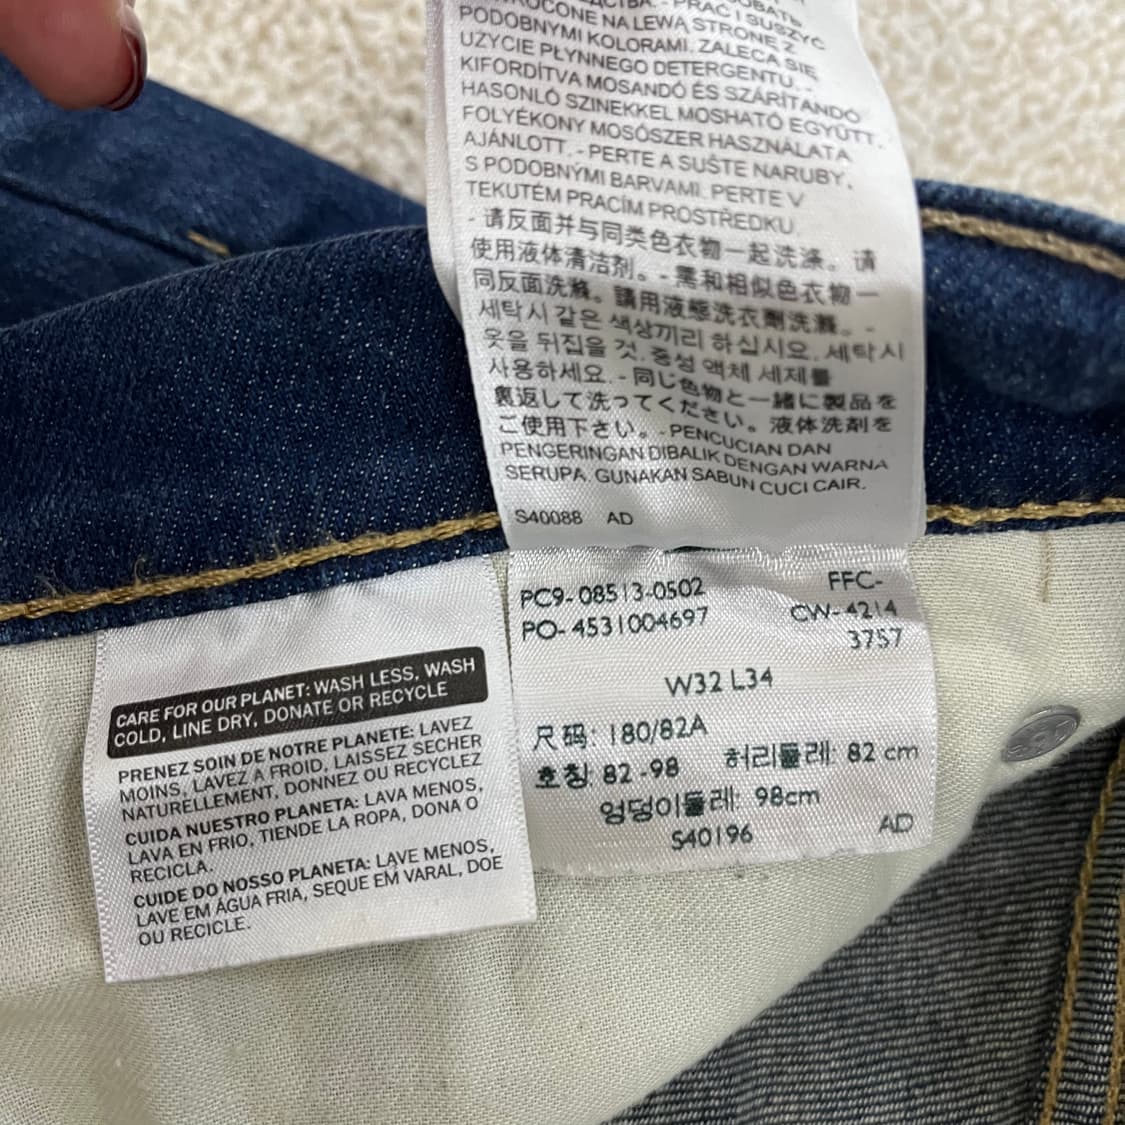 PODOBNYMI KOLORAMI. ZALECA SIĘ
UŻYCIE PŁYNNEGO DETERGENTU. -
KIFORDÍTVA MOSANDÓ ÉS SZÁRÍTANDÓ
HASONLÓ SZINEKKEL MOSHATÓ EGYÜTT.
FOLYÉKONY MOSÓSZER HASZNÁLATA
AJÁNLOTT. - PERTE A SUŠTE NARUBY,
S PODOBNÝMI BARVAMI. PERTE V
TEKUTÉM PRACÍM PROSTŘEDKU.
- 请反面并与同类色衣物一起洗涤。请
使用液体清洁剂。- 需和相似色衣物一
同反面洗滌。請用液態洗衣劑洗滌。-
세탁시 같은 색상끼리 하십시요. 세탁시
옷을 뒤집을 것. 중성 액체 세제를
사용하세요. - 同じ色物と一緒に製品を
裏返して洗ってください。液体洗剤を
ご使用下さい。- PENCUCIAN DAN
PENGERINGAN DIBALIK DENGAN WARNA
SERUPA. GUNAKAN SABUN CUCI CAIR.
S40088 AD
PC9-08513-0502 FFC-
PO-4531004697 CW-4214
3757
W32 L34
尺码: 180/82A
호칭: 82-98 허리둘레: 82 cm
엉덩이둘레: 98cm
S40196 AD
CARE FOR OUR PLANET: WASH LESS, WASH
COLD, LINE DRY, DONATE OR RECYCLE
PRENEZ SOIN DE NOTRE PLANETE: LAVEZ
MOINS, LAVEZ A FROID, LAISSEZ SECHER
NATURELLEMENT, DONNEZ OU RECYCLEZ
CUIDA NUESTRO PLANETA: LAVA MENOS,
LAVA EN FRIO, TIENDE LA ROPA, DONA O
RECICLA.
CUIDE DO NOSSO PLANETA: LAVE MENOS,
LAVE EM ÁGUA FRIA, SEQUE EM VARAL, DOE
OU RECICLE.